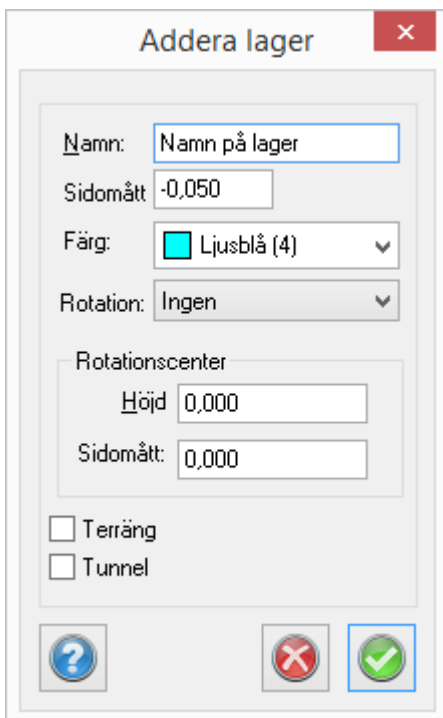 Addera lager
Namn: Namn på lager
Sidomått -0,050
Färg: Ljusblå (4)
Rotation: Ingen
Rotationscenter
Höjd 0,000
Sidomått: 0,000
Terräng
Tunnel